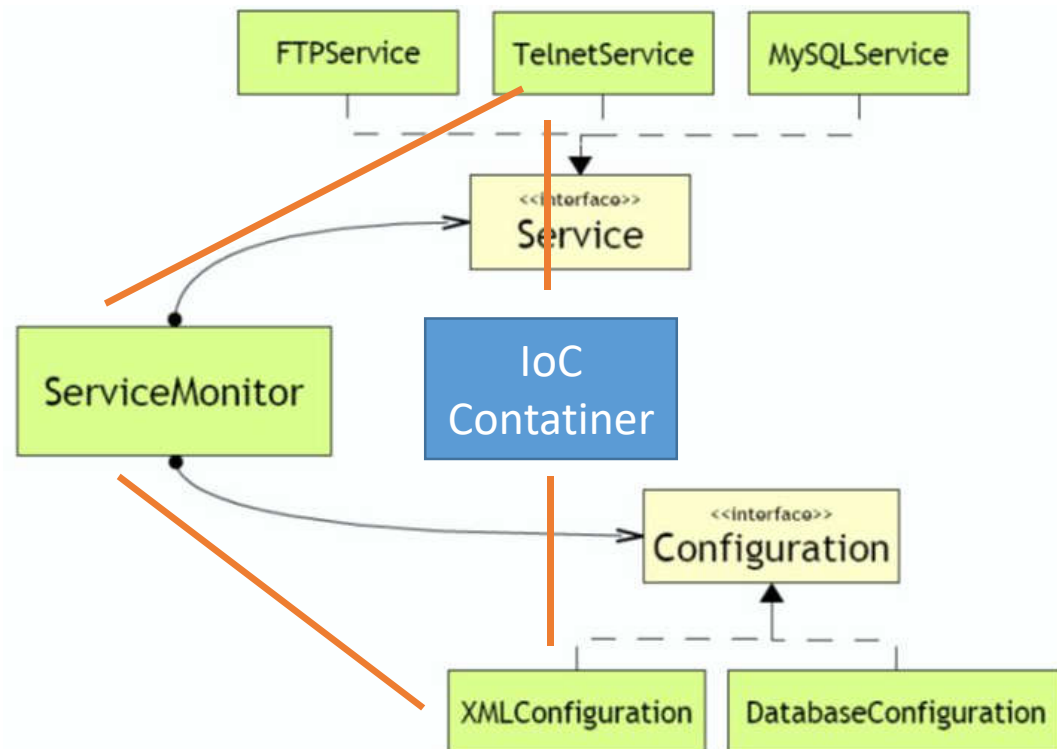 FTPService
TelnetService
MySQLService
<<interface>>
Service
ServiceMonitor
IoC
Contatiner
<<interface>>
Configuration
XMLConfiguration
DatabaseConfiguration